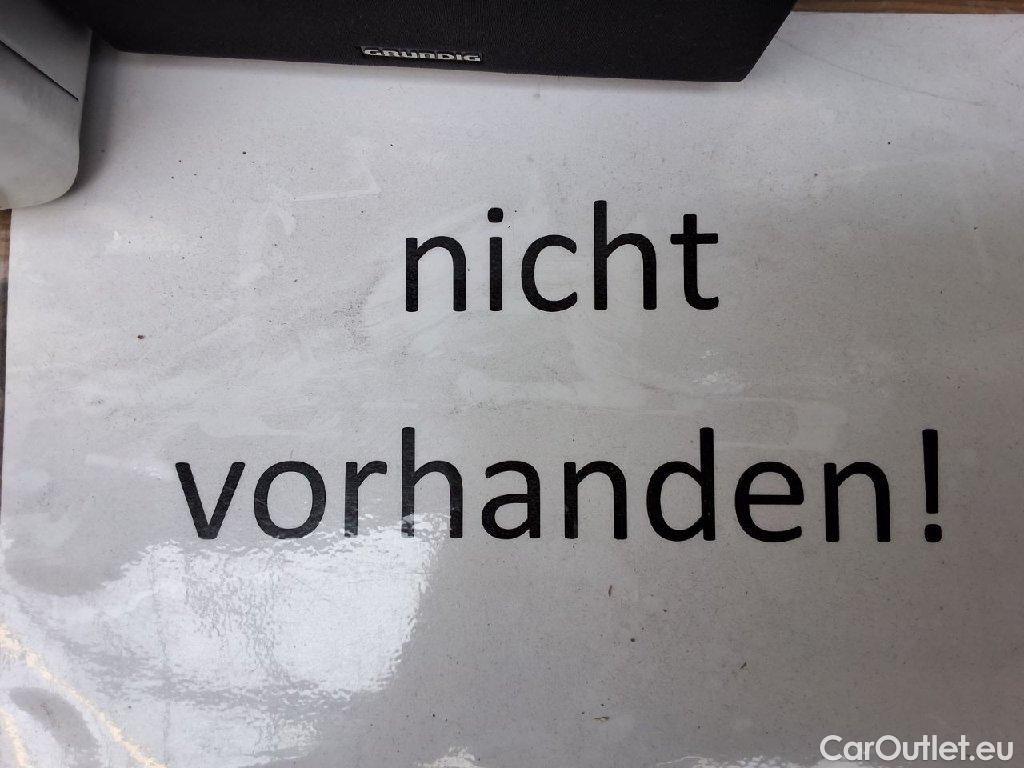 GRUNDIG
nicht
vorhanden!
CarOutlet.eu